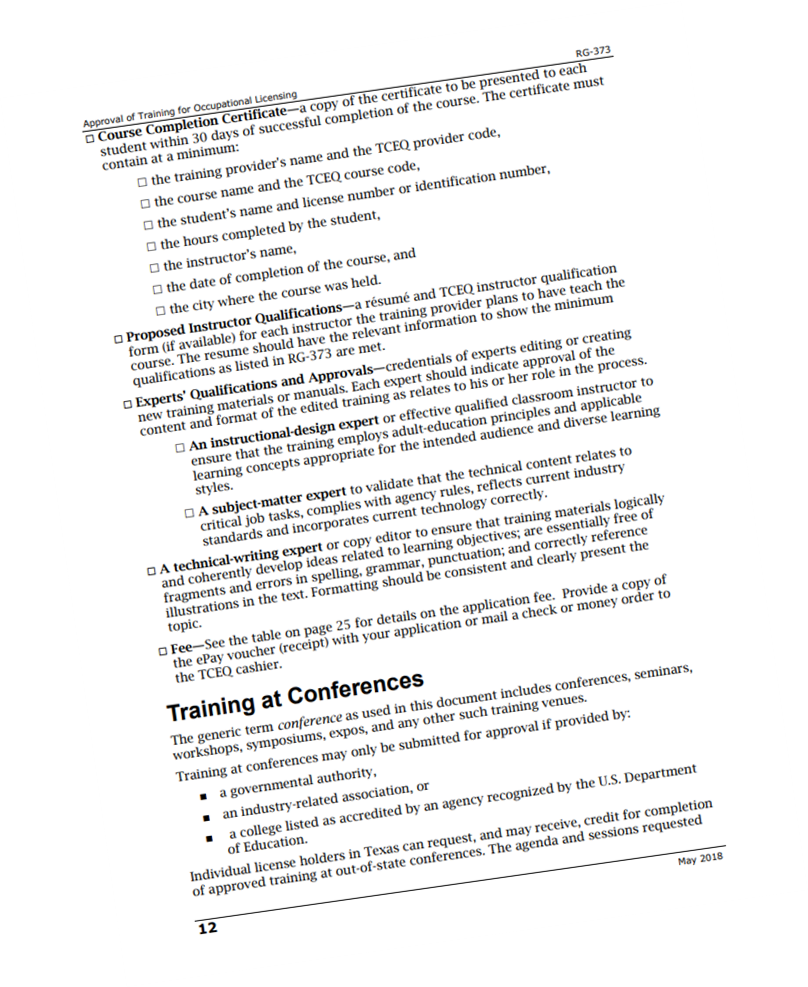 Approval of Training for Occupational Licensing RG-373
□ Course Completion Certificate—a copy of the certificate to be presented to each
student within 30 days of successful completion of the course. The certificate must
contain at a minimum:
□ the training provider's name and the TCEQ provider code,
□ the course name and the TCEQ course code,
□ the student's name and license number or identification number,
□ the hours completed by the student,
□ the instructor's name,
□ the date of completion of the course, and
□ the city where the course was held.
□ Proposed Instructor Qualifications—a résumé and TCEQ instructor qualification
form (if available) for each instructor the training provider plans to have teach the
course. The resume should have the relevant information to show the minimum
qualifications as listed in RG-373 are met.
□ Experts' Qualifications and Approvals—credentials of experts editing or creating
new training materials or manuals. Each expert should indicate approval of the
content and format of the edited training as relates to his or her role in the process.
□ An instructional-design expert or effective qualified classroom instructor to
ensure that the training employs adult-education principles and applicable
learning concepts appropriate for the intended audience and diverse learning
styles.
□ A subject-matter expert to validate that the technical content relates to
critical job tasks, complies with agency rules, reflects current industry
standards and incorporates current technology correctly.
□ A technical-writing expert or copy editor to ensure that training materials logically
and coherently develop ideas related to learning objectives; are essentially free of
fragments and errors in spelling, grammar, punctuation; and correctly reference
illustrations in the text. Formatting should be consistent and clearly present the
topic.
□ Fee—See the table on page 25 for details on the application fee. Provide a copy of
the ePay voucher (receipt) with your application or mail a check or money order to
the TCEQ cashier.
Training at Conferences
The generic term conference as used in this document includes conferences, seminars,
workshops, symposiums, expos, and any other such training venues.
Training at conferences may only be submitted for approval if provided by:
■ a governmental authority,
■ an industry-related association, or
■ a college listed as accredited by an agency recognized by the U.S. Department
of Education.
Individual license holders in Texas can request, and may receive, credit for completion
of approved training at out-of-state conferences. The agenda and sessions requested
12 May 2018